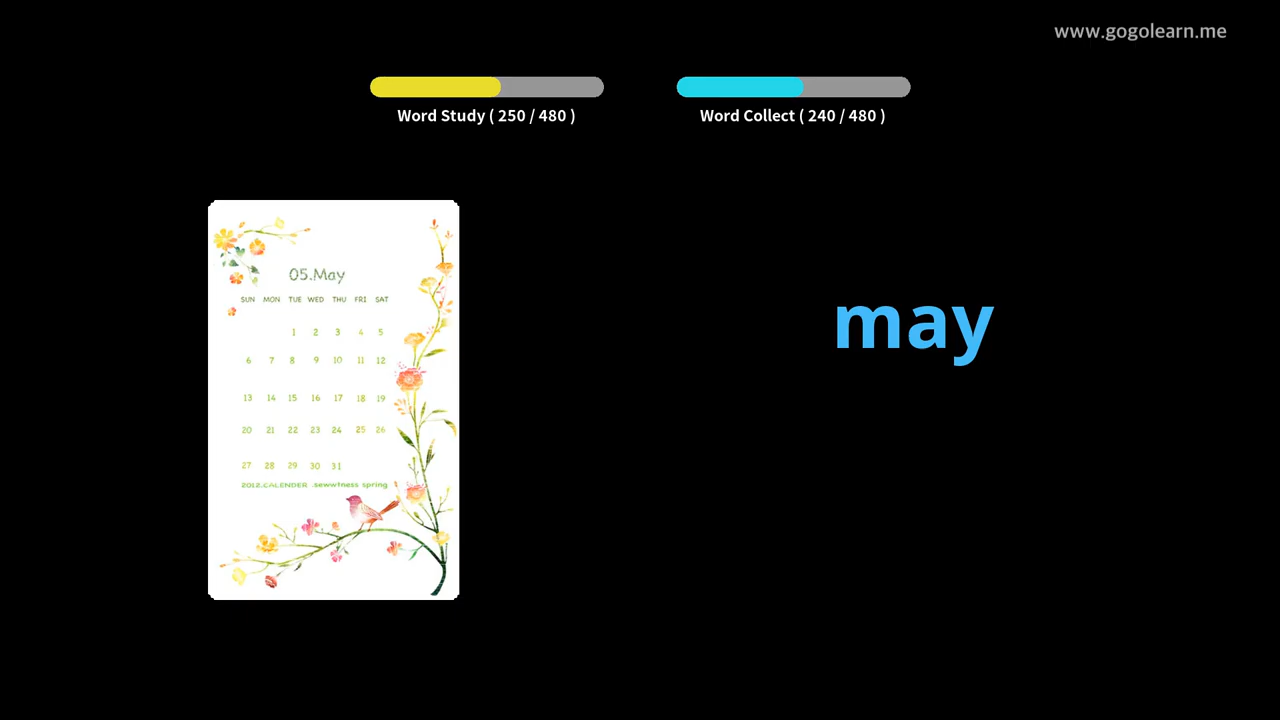 www.gogolearn.me
Word Study ( 250 / 480 )
Word Collect ( 240 / 480 )
05.May
SUN MON TUE WED THU FRI SAT
1 2 3 4 5
6 7 8 9 10 11 12
13 14 15 16 17 18 19
20 21 22 23 24 25 26
27 28 29 30 31
2012.CALENDER .sewwtness spring
may